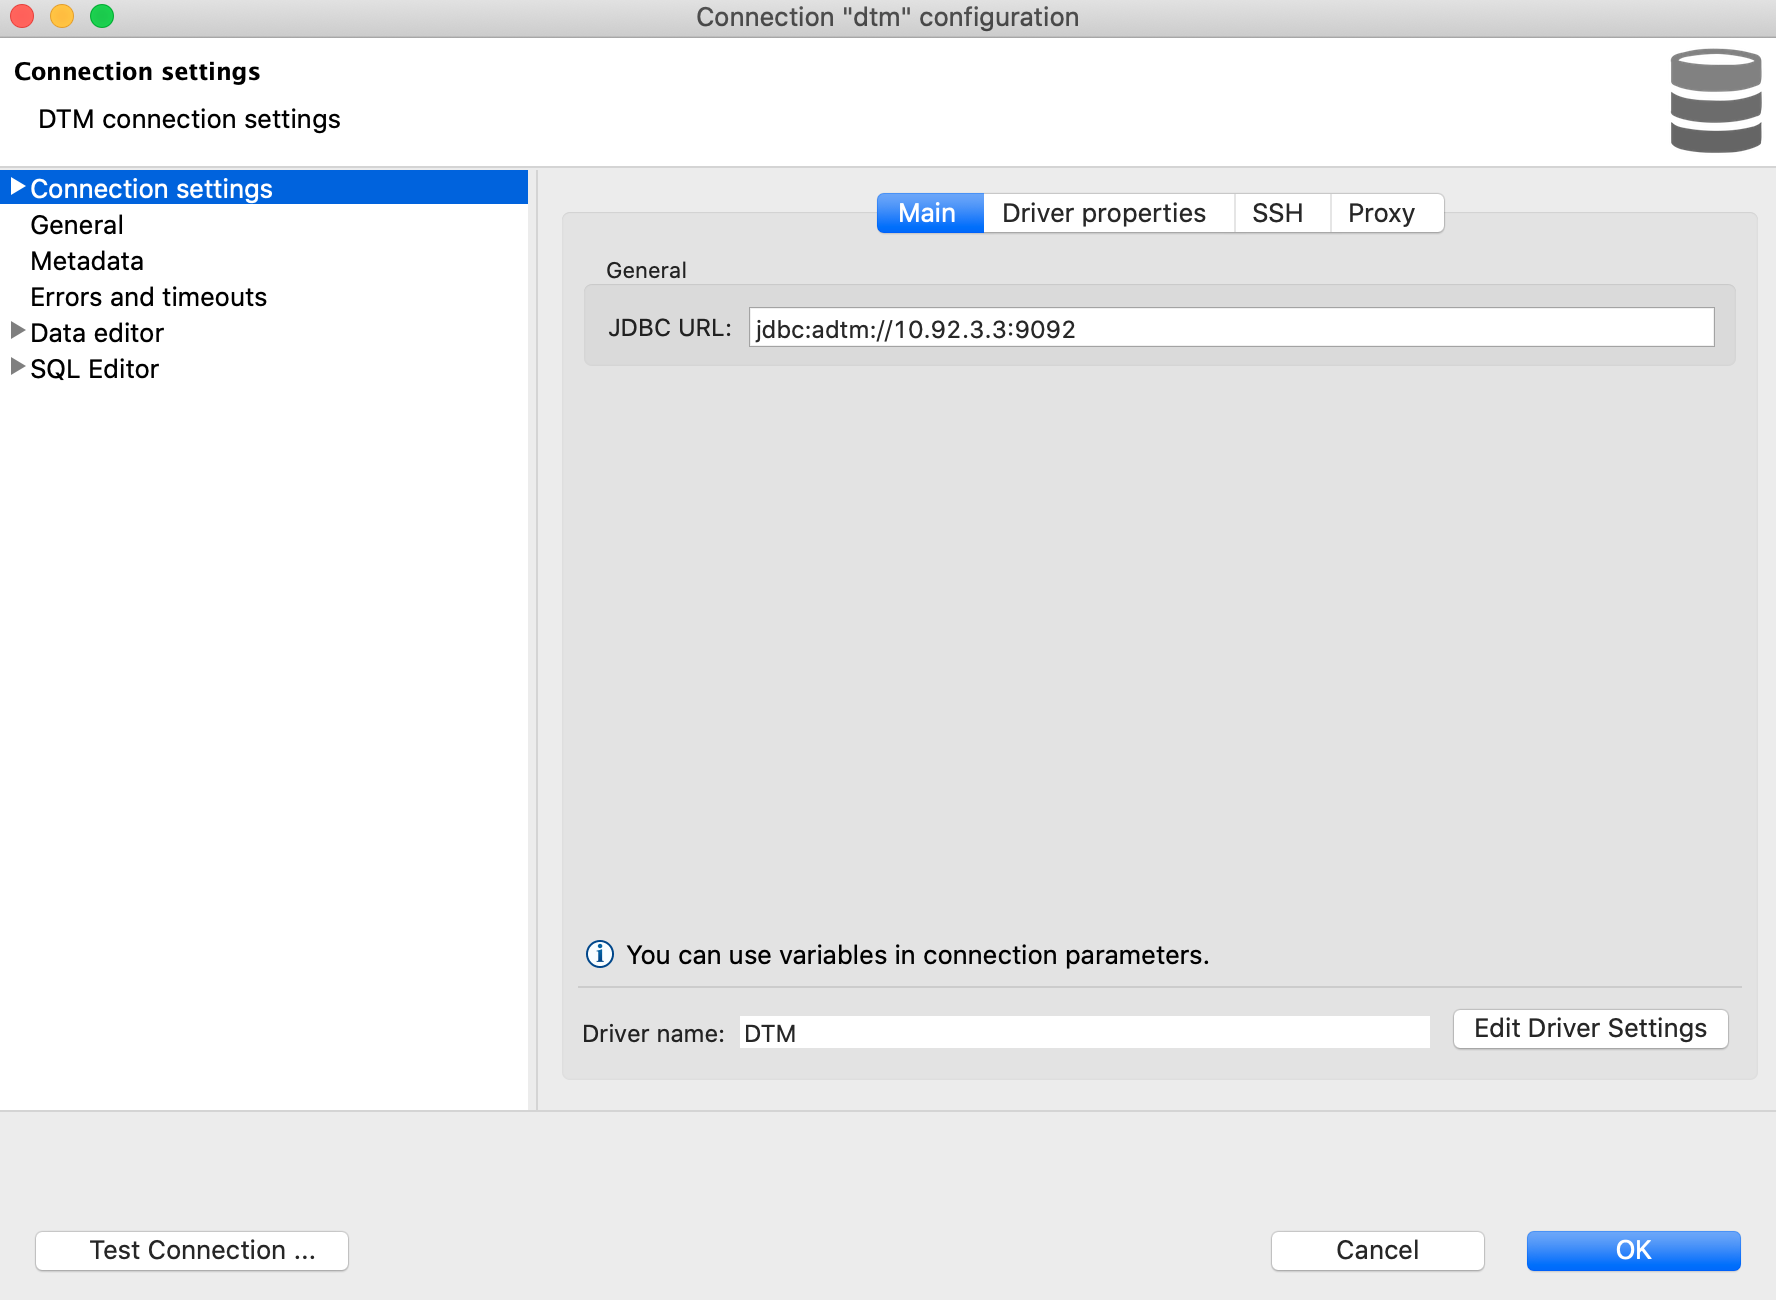 Connection "dtm" configuration
Connection settings
DTM connection settings
Connection settings
General
Metadata
Errors and timeouts
Data editor
SQL Editor
Main Driver properties SSH Proxy
General
JDBC URL: jdbc:adtm://10.92.3.3:9092
You can use variables in connection parameters.
Driver name: DTM Edit Driver Settings
Test Connection ... Cancel OK